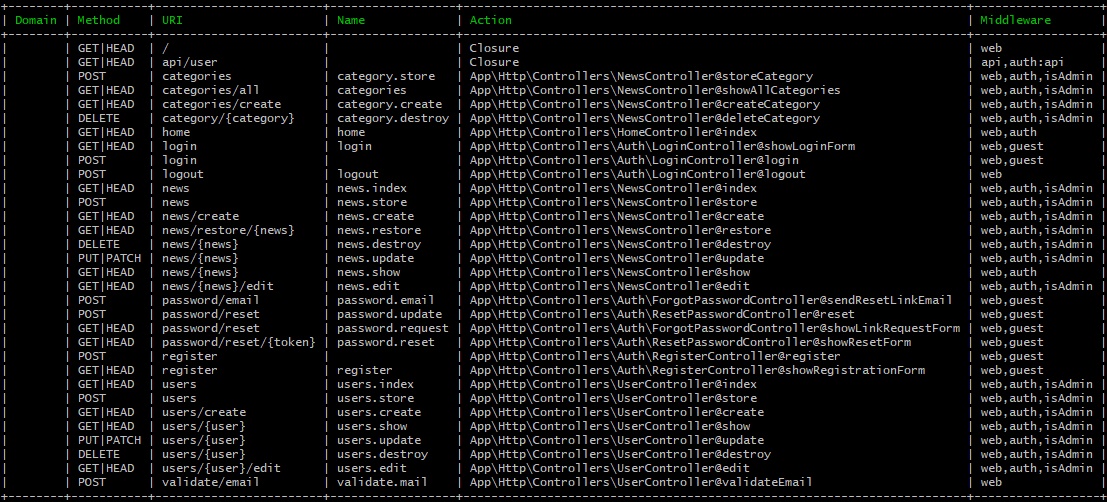 | Domain | Method | URI | Name | Action | Middleware |
| | GET|HEAD | / | | Closure | web |
| | GET|HEAD | api/user | | Closure | api,auth:api |
| | POST | categories | category.store | App\Http\Controllers\NewsController@storeCategory | web,auth,isAdmin |
| | GET|HEAD | categories/all | categories | App\Http\Controllers\NewsController@showAllCategories | web,auth,isAdmin |
| | GET|HEAD | categories/create | category.create | App\Http\Controllers\NewsController@createCategory | web,auth,isAdmin |
| | DELETE | category/{category} | category.destroy | App\Http\Controllers\NewsController@deleteCategory | web,auth,isAdmin |
| | GET|HEAD | home | home | App\Http\Controllers\HomeController@index | web,auth |
| | GET|HEAD | login | login | App\Http\Controllers\Auth\LoginController@showLoginForm | web,guest |
| | POST | login | | App\Http\Controllers\Auth\LoginController@login | web,guest |
| | POST | logout | logout | App\Http\Controllers\Auth\LoginController@logout | web |
| | GET|HEAD | news | news.index | App\Http\Controllers\NewsController@index | web,auth,isAdmin |
| | POST | news | news.store | App\Http\Controllers\NewsController@store | web,auth,isAdmin |
| | GET|HEAD | news/create | news.create | App\Http\Controllers\NewsController@create | web,auth,isAdmin |
| | GET|HEAD | news/restore/{news} | news.restore | App\Http\Controllers\NewsController@restore | web,auth,isAdmin |
| | DELETE | news/{news} | news.destroy | App\Http\Controllers\NewsController@destroy | web,auth,isAdmin |
| | PUT|PATCH | news/{news} | news.update | App\Http\Controllers\NewsController@update | web,auth,isAdmin |
| | GET|HEAD | news/{news} | news.show | App\Http\Controllers\NewsController@show | web,auth |
| | GET|HEAD | news/{news}/edit | news.edit | App\Http\Controllers\NewsController@edit | web,auth,isAdmin |
| | POST | password/email | password.email | App\Http\Controllers\Auth\ForgotPasswordController@sendResetLinkEmail | web,guest |
| | POST | password/reset | password.update | App\Http\Controllers\Auth\ResetPasswordController@reset | web,guest |
| | GET|HEAD | password/reset | password.request | App\Http\Controllers\Auth\ForgotPasswordController@showLinkRequestForm | web,guest |
| | GET|HEAD | password/reset/{token} | password.reset | App\Http\Controllers\Auth\ResetPasswordController@showResetForm | web,guest |
| | POST | register | | App\Http\Controllers\Auth\RegisterController@register | web,guest |
| | GET|HEAD | register | register | App\Http\Controllers\Auth\RegisterController@showRegistrationForm | web,guest |
| | GET|HEAD | users | users.index | App\Http\Controllers\UserController@index | web,auth,isAdmin |
| | POST | users | users.store | App\Http\Controllers\UserController@store | web,auth,isAdmin |
| | GET|HEAD | users/create | users.create | App\Http\Controllers\UserController@create | web,auth,isAdmin |
| | GET|HEAD | users/{user} | users.show | App\Http\Controllers\UserController@show | web,auth,isAdmin |
| | PUT|PATCH | users/{user} | users.update | App\Http\Controllers\UserController@update | web,auth,isAdmin |
| | DELETE | users/{user} | users.destroy | App\Http\Controllers\UserController@destroy | web,auth,isAdmin |
| | GET|HEAD | users/{user}/edit | users.edit | App\Http\Controllers\UserController@edit | web,auth,isAdmin |
| | POST | validate/email | validate.mail | App\Http\Controllers\UserController@validateEmail | web |